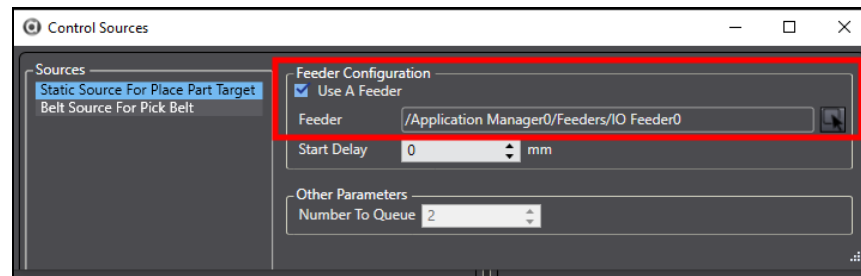 Control Sources
Sources
Static Source For Place Part Target
Belt Source For Pick Belt
Feeder Configuration
Use A Feeder
Feeder /Application Manager0/Feeders/IO Feeder0
Start Delay 0 mm
Other Parameters
Number To Queue 2